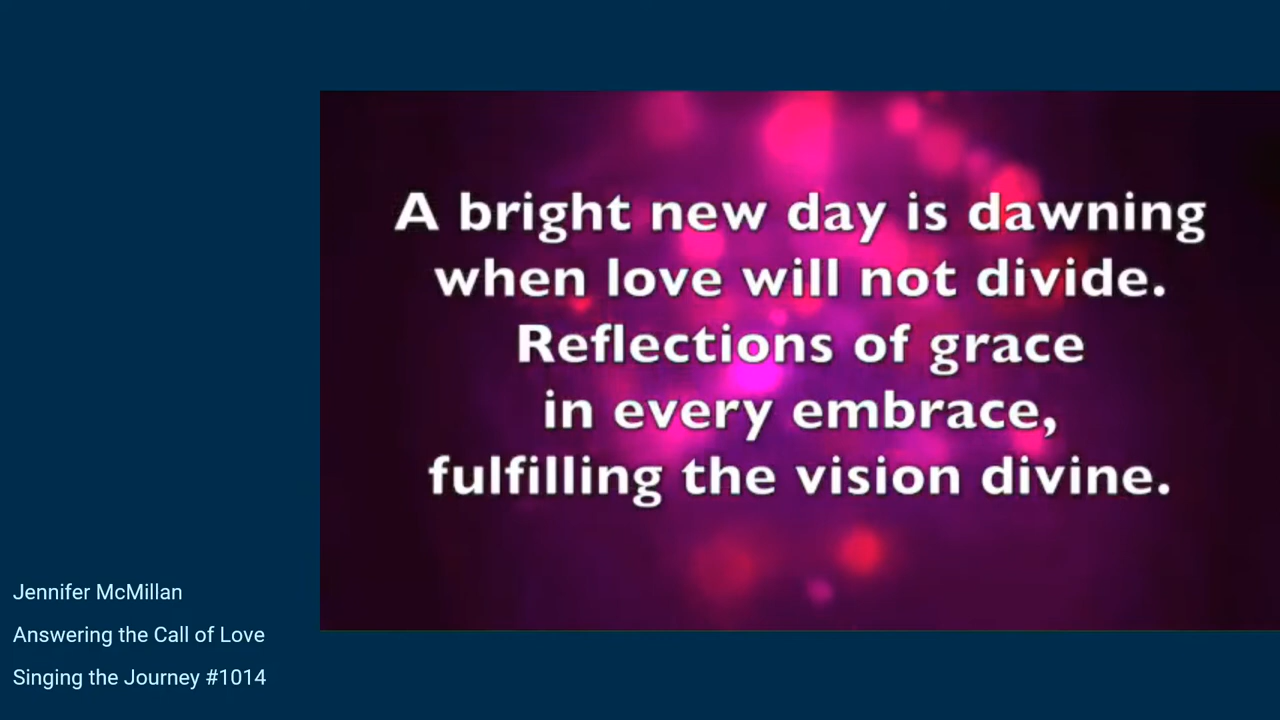 A bright new day is dawning
when love will not divide.
Reflections of grace
in every embrace,
fulfilling the vision divine.
Jennifer McMillan
Answering the Call of Love
Singing the Journey #1014